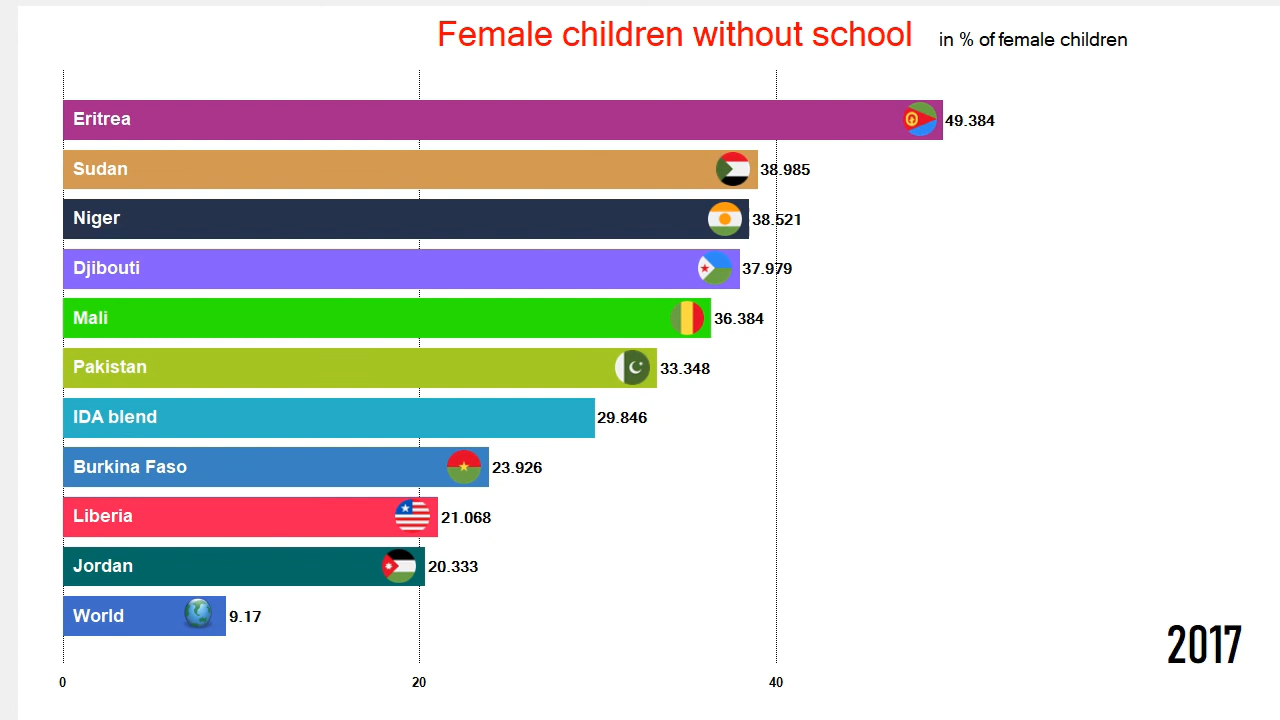 Female children without school in % of female children
Eritrea 49.384
Sudan 38.985
Niger 38.521
Djibouti 37.979
Mali 36.384
Pakistan 33.348
IDA blend 29.846
Burkina Faso 23.926
Liberia 21.068
Jordan 20.333
World 9.17
2017
0 20 40